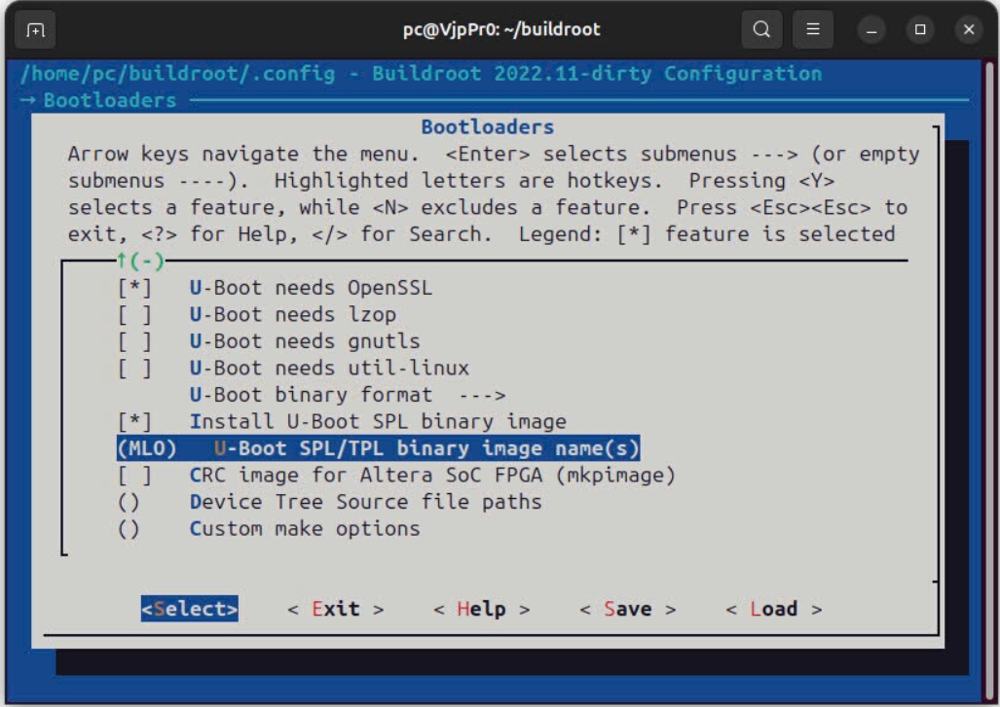 pc@VjpPr0: ~/buildroot
/home/pc/buildroot/.config - Buildroot 2022.11-dirty Configuration
→ Bootloaders
Bootloaders
Arrow keys navigate the menu.  <Enter> selects submenus ---> (or empty
submenus ----).  Highlighted letters are hotkeys.  Pressing <Y>
selects a feature, while <N> excludes a feature.  Press <Esc><Esc> to
exit, <?> for Help, </> for Search.  Legend: [*] feature is selected
↑(-)
[*]   U-Boot needs OpenSSL
[ ]   U-Boot needs lzop
[ ]   U-Boot needs gnutls
[ ]   U-Boot needs util-linux
U-Boot binary format  --->
[*]   Install U-Boot SPL binary image
(MLO)   U-Boot SPL/TPL binary image name(s)
[ ]   CRC image for Altera SoC FPGA (mkpimage)
()    Device Tree Source file paths
()    Custom make options
<Select>    < Exit >    < Help >    < Save >    < Load >